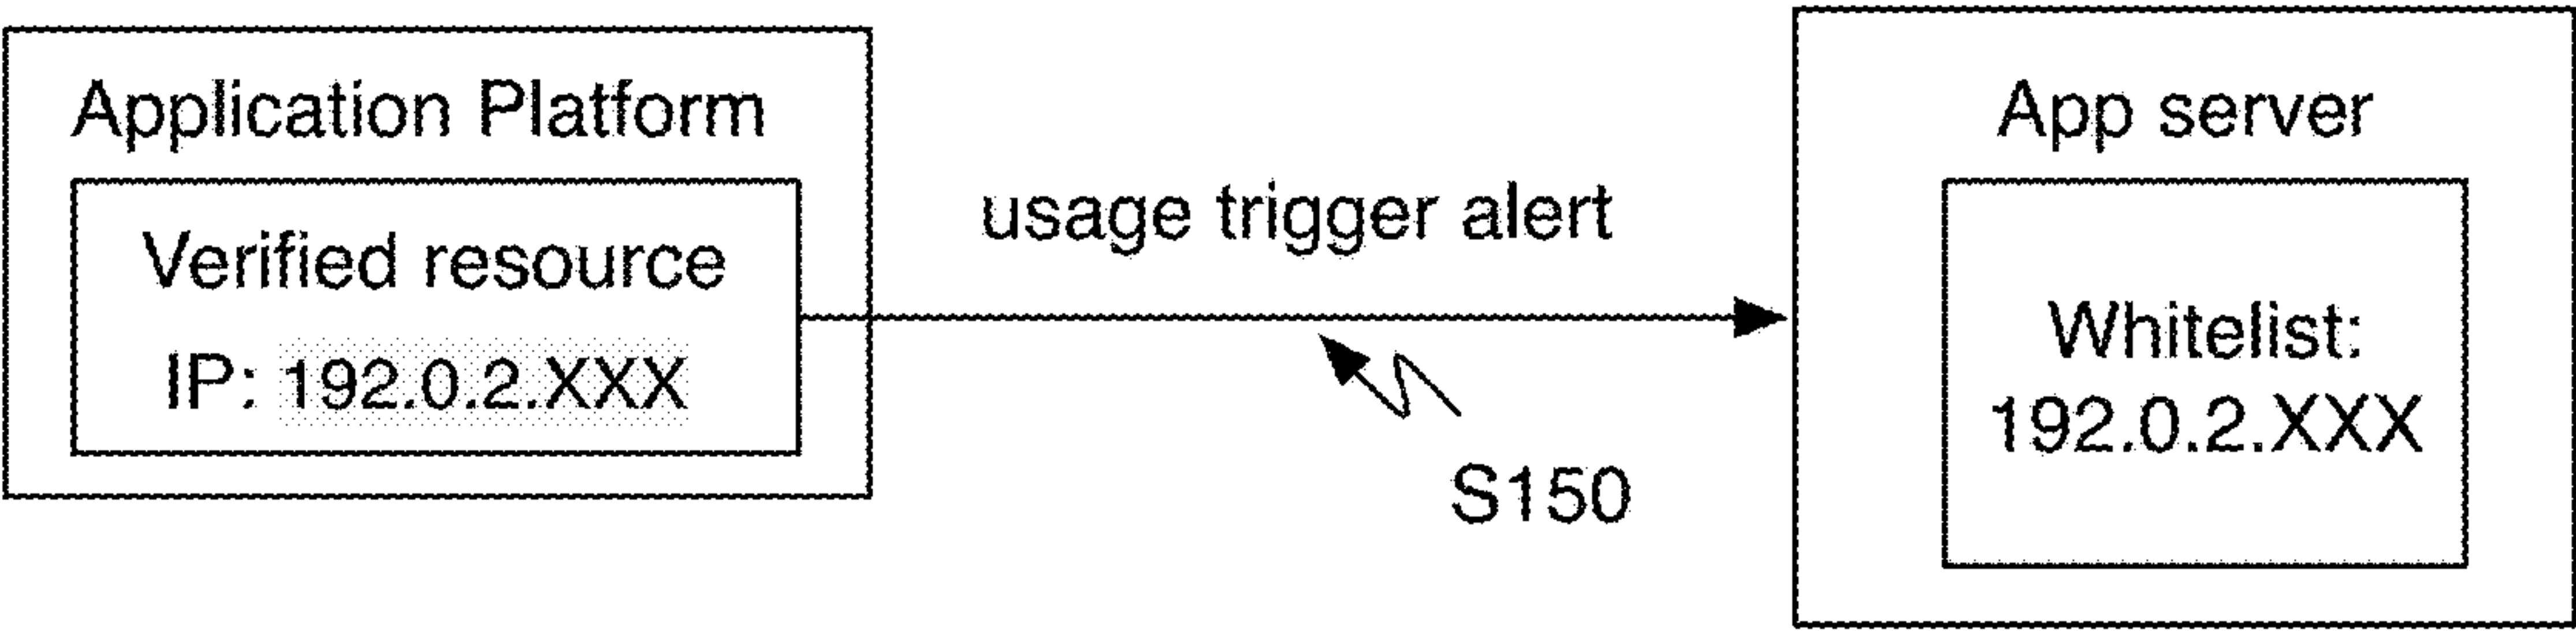 Application Platform
Verified resource
IP: 192.0.2.XXX
usage trigger alert
S150
App server
Whitelist:
192.0.2.XXX